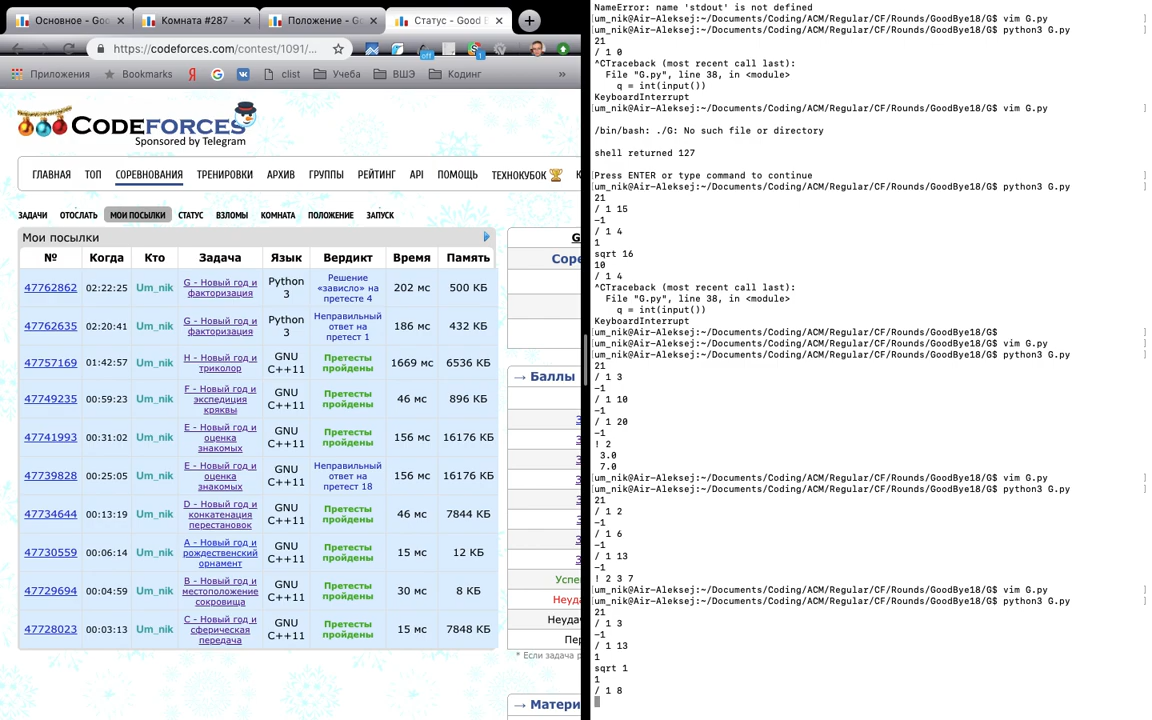 Основное - Goo
Комната #287 -
Положение - Go
Статус - Good B
https://codeforces.com/contest/1091/...
off
1
Приложения
Bookmarks
Я
G
clist
Учеба
ВШЭ
Кодинг
»
CODEFORCES
Sponsored by Telegram
ГЛАВНАЯ ТОП СОРЕВНОВАНИЯ ТРЕНИРОВКИ АРХИВ ГРУППЫ РЕЙТИНГ API ПОМОЩЬ ТЕХНОКУБОК К
ЗАДАЧИ ОТОСЛАТЬ МОИ ПОСЫЛКИ СТАТУС ВЗЛОМЫ КОМНАТА ПОЛОЖЕНИЕ ЗАПУСК
Мои посылки
№ Когда Кто Задача Язык Вердикт Время Память
47762862 02:22:25 Um_nik G - Новый год и факторизация Python 3 Решение «зависло» на претесте 4 202 мс 500 КБ
47762635 02:20:41 Um_nik G - Новый год и факторизация Python 3 Неправильный ответ на претест 1 186 мс 432 КБ
47757169 01:42:57 Um_nik H - Новый год и триколор GNU C++11 Претесты пройдены 1669 мс 6536 КБ
47749235 00:59:23 Um_nik F - Новый год и экспедиция кряквы GNU C++11 Претесты пройдены 46 мс 896 КБ
47741993 00:31:02 Um_nik E - Новый год и оценка знакомых GNU C++11 Претесты пройдены 156 мс 16176 КБ
47739828 00:25:05 Um_nik E - Новый год и оценка знакомых GNU C++11 Неправильный ответ на претест 18 156 мс 16176 КБ
47734644 00:13:19 Um_nik D - Новый год и конкатенация перестановок GNU C++11 Претесты пройдены 46 мс 7844 КБ
47730559 00:06:14 Um_nik A - Новый год и рождественский орнамент GNU C++11 Претесты пройдены 15 мс 12 КБ
47729694 00:04:59 Um_nik B - Новый год и местоположение сокровища GNU C++11 Претесты пройдены 30 мс 8 КБ
47728023 00:03:13 Um_nik C - Новый год и сферическая передача GNU C++11 Претесты пройдены 15 мс 7848 КБ
G
Соре
→ Баллы
Успе
Неуда
Неудач
Пер
* Если задача р
→ Матери
NameError: name 'stdout' is not defined
[um_nik@Air-Aleksej:~/Documents/Coding/ACM/Regular/CF/Rounds/GoodBye18/G$ vim G.py ]
[um_nik@Air-Aleksej:~/Documents/Coding/ACM/Regular/CF/Rounds/GoodBye18/G$ python3 G.py ]
21
/ 1 0
^CTraceback (most recent call last):
File "G.py", line 38, in <module>
q = int(input())
KeyboardInterrupt
[um_nik@Air-Aleksej:~/Documents/Coding/ACM/Regular/CF/Rounds/GoodBye18/G$ vim G.py ]
/bin/bash: ./G: No such file or directory
shell returned 127
[Press ENTER or type command to continue ]
[um_nik@Air-Aleksej:~/Documents/Coding/ACM/Regular/CF/Rounds/GoodBye18/G$ python3 G.py ]
21
/ 1 15
-1
/ 1 4
1
sqrt 16
10
/ 1 4
^CTraceback (most recent call last):
File "G.py", line 38, in <module>
q = int(input())
KeyboardInterrupt
[um_nik@Air-Aleksej:~/Documents/Coding/ACM/Regular/CF/Rounds/GoodBye18/G$ ]
[um_nik@Air-Aleksej:~/Documents/Coding/ACM/Regular/CF/Rounds/GoodBye18/G$ vim G.py ]
[um_nik@Air-Aleksej:~/Documents/Coding/ACM/Regular/CF/Rounds/GoodBye18/G$ python3 G.py ]
21
/ 1 3
-1
/ 1 10
-1
/ 1 20
-1
! 2
3.0
7.0
[um_nik@Air-Aleksej:~/Documents/Coding/ACM/Regular/CF/Rounds/GoodBye18/G$ vim G.py ]
[um_nik@Air-Aleksej:~/Documents/Coding/ACM/Regular/CF/Rounds/GoodBye18/G$ python3 G.py ]
21
/ 1 2
-1
/ 1 6
-1
/ 1 13
-1
! 2 3 7
[um_nik@Air-Aleksej:~/Documents/Coding/ACM/Regular/CF/Rounds/GoodBye18/G$ vim G.py ]
[um_nik@Air-Aleksej:~/Documents/Coding/ACM/Regular/CF/Rounds/GoodBye18/G$ python3 G.py ]
21
/ 1 3
-1
/ 1 13
1
sqrt 1
1
/ 1 8